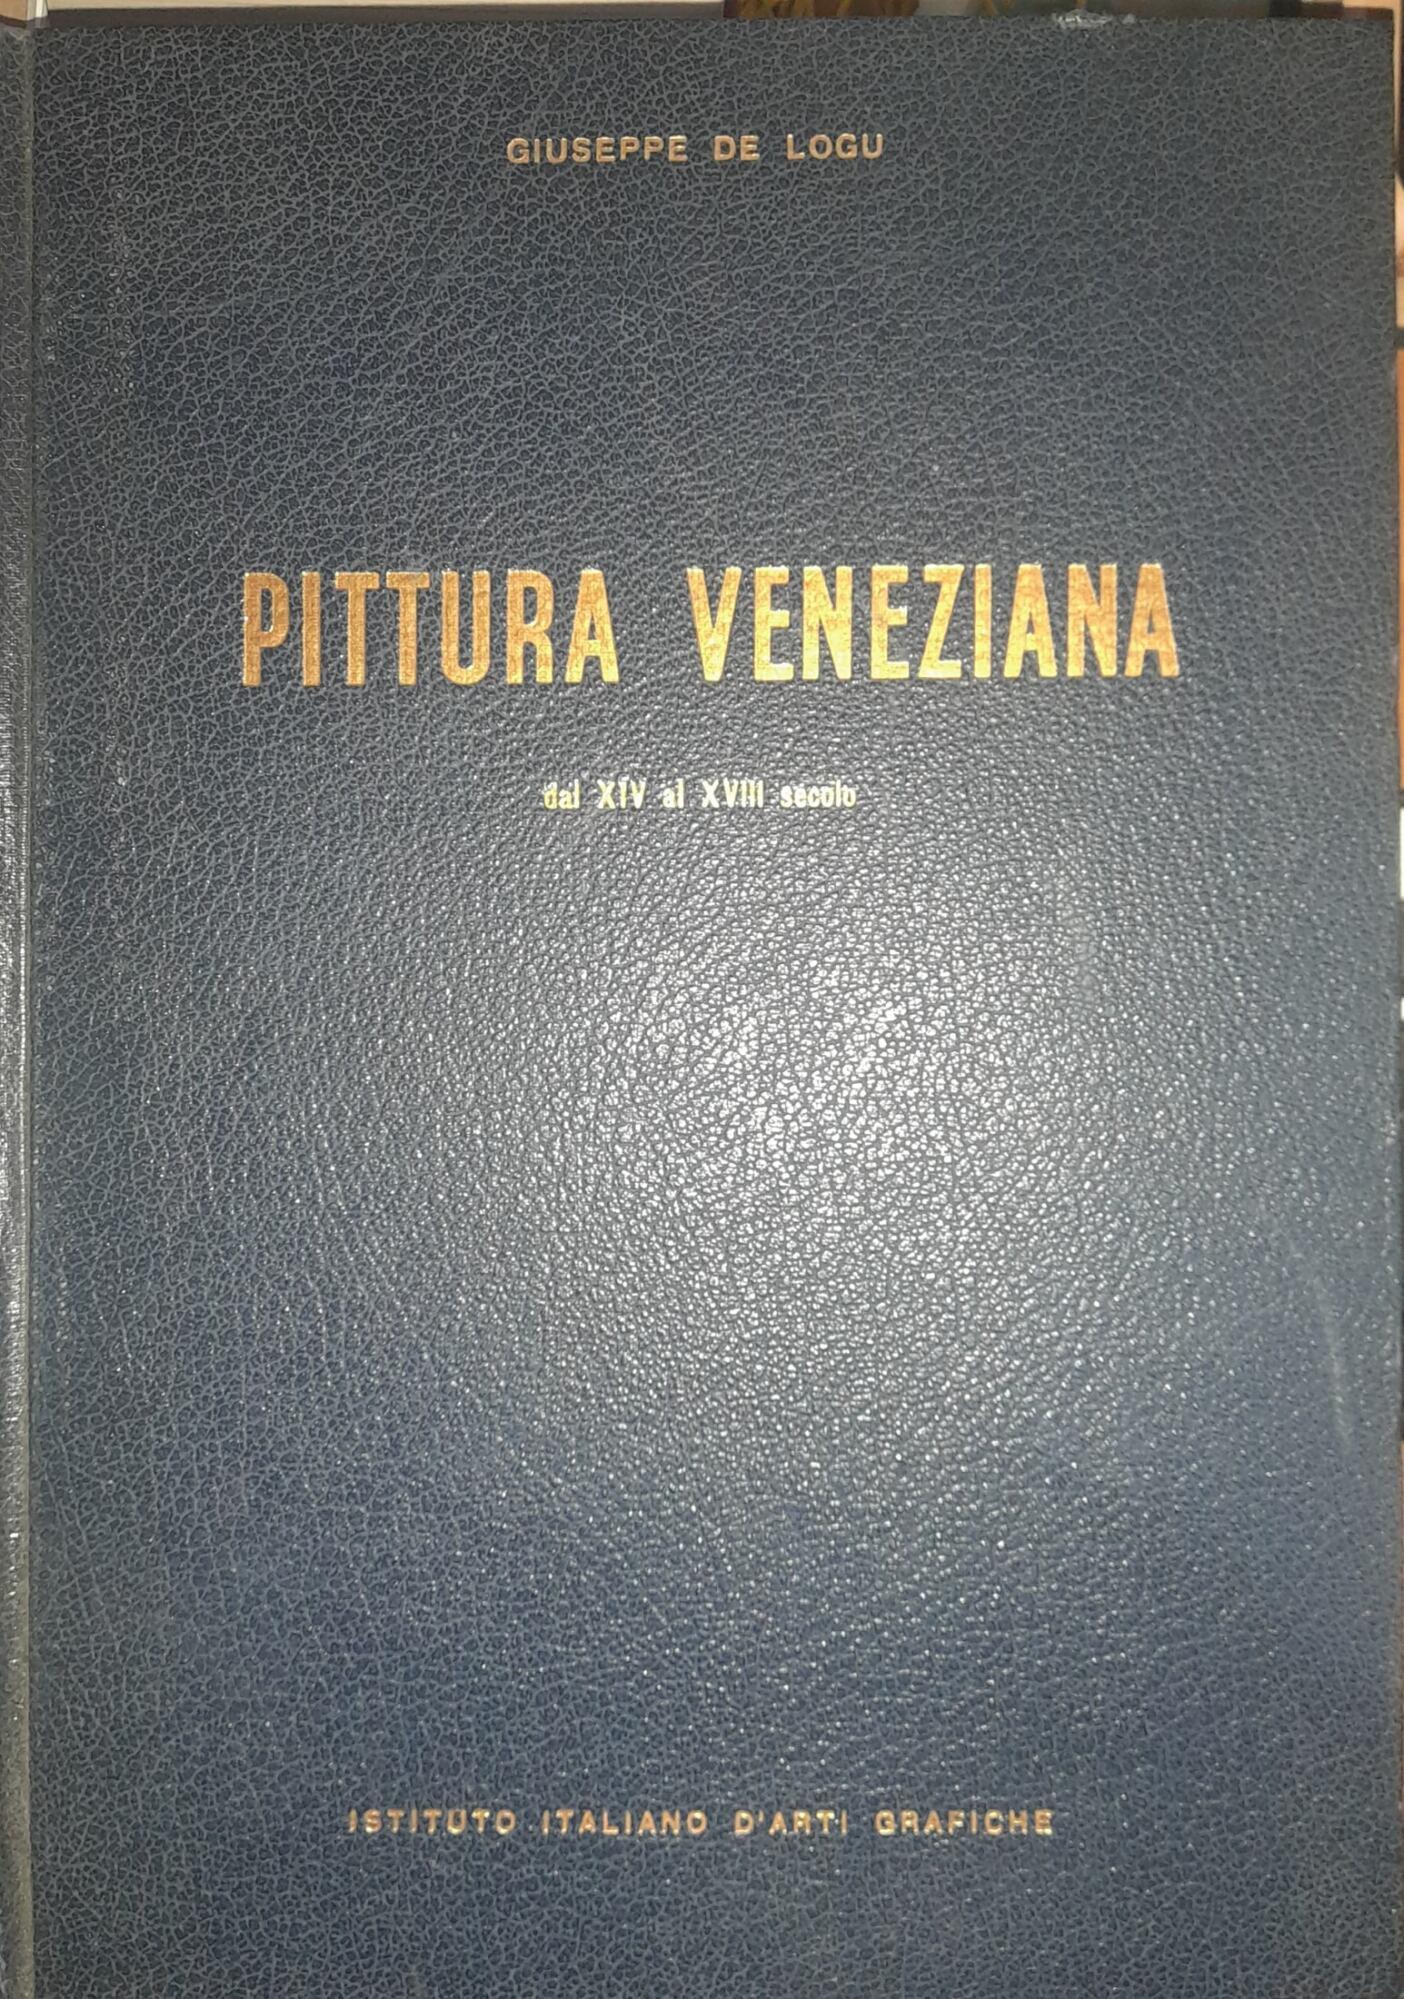 GIUSEPPE DE LOGU
PITTURA VENEZIANA
dal XIV al XVIII secolo
ISTITUTO ITALIANO D'ARTI GRAFICHE